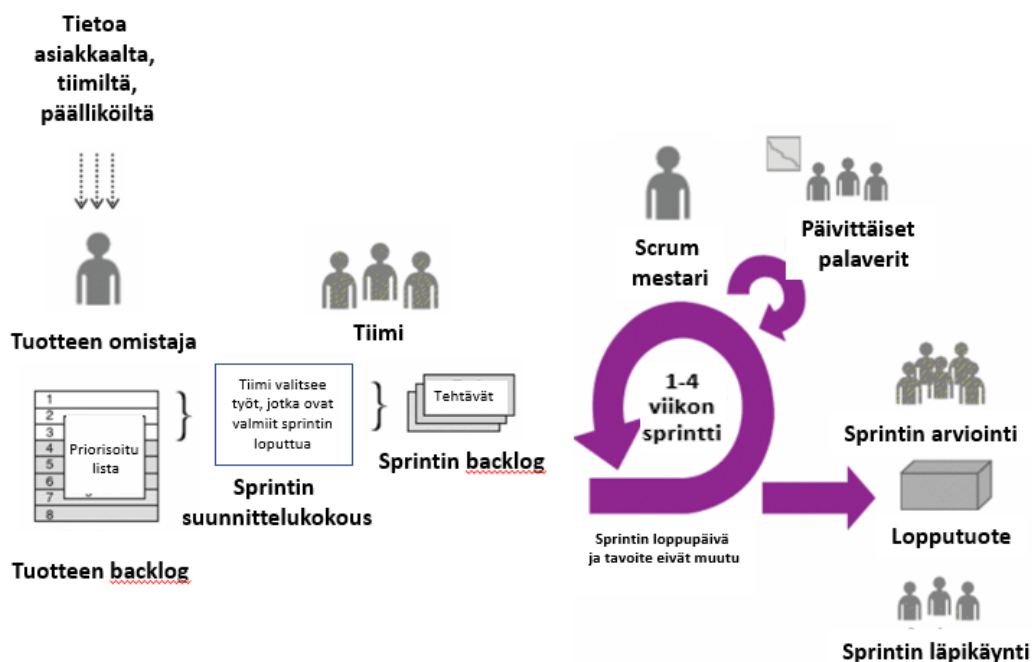 Tietoa
asiakkaalta,
tiimiltä,
päälliköiltä
Tuotteen omistaja
Tiimi
Scrum
mestari
Päivittäiset
palaverit
1
2
3
4
5
6
7
8
Priorisoitu
lista
Tuotteen backlog
Tiimi valitsee
työt, jotka ovat
valmiit sprintin
loputtua
Sprintin
suunnittelukokous
Tehtävät
Sprintin backlog
1-4
viikon
sprintti
Sprintin loppupäivä
ja tavoite eivät muutu
Sprintin arviointi
Lopputuote
Sprintin läpikäynti